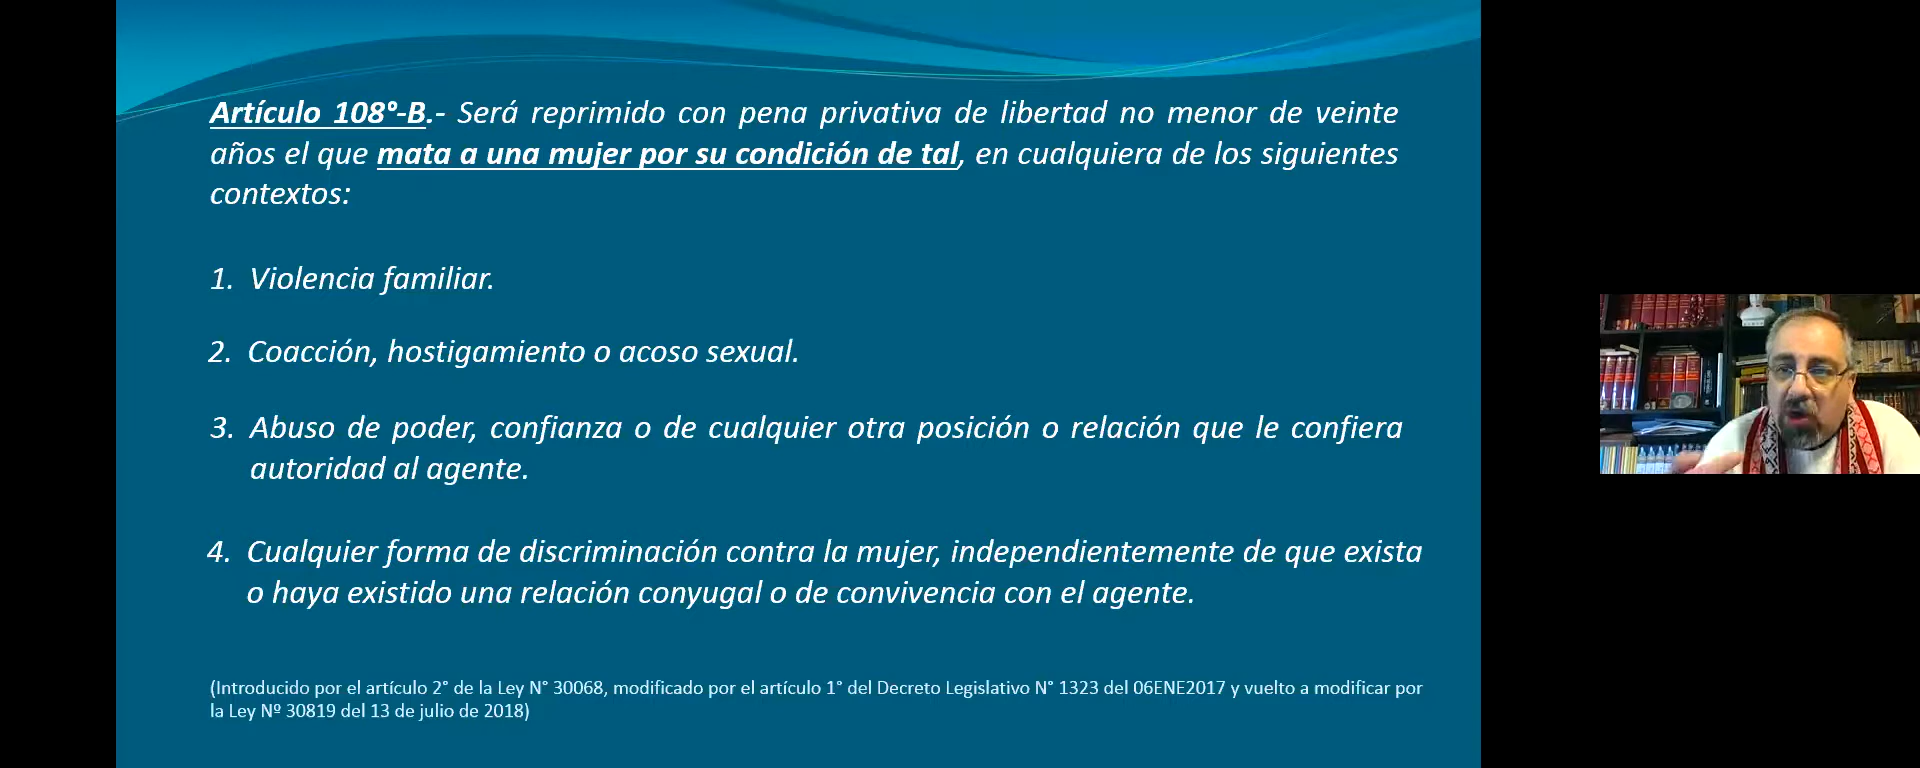 Artículo 108°-B.- Será reprimido con pena privativa de libertad no menor de veinte
años el que mata a una mujer por su condición de tal, en cualquiera de los siguientes
contextos:
1. Violencia familiar.
2. Coacción, hostigamiento o acoso sexual.
3. Abuso de poder, confianza o de cualquier otra posición o relación que le confiera
autoridad al agente.
4. Cualquier forma de discriminación contra la mujer, independientemente de que exista
o haya existido una relación conyugal o de convivencia con el agente.
(Introducido por el artículo 2° de la Ley N° 30068, modificado por el artículo 1° del Decreto Legislativo N° 1323 del 06ENE2017 y vuelto a modificar por
la Ley Nº 30819 del 13 de julio de 2018)